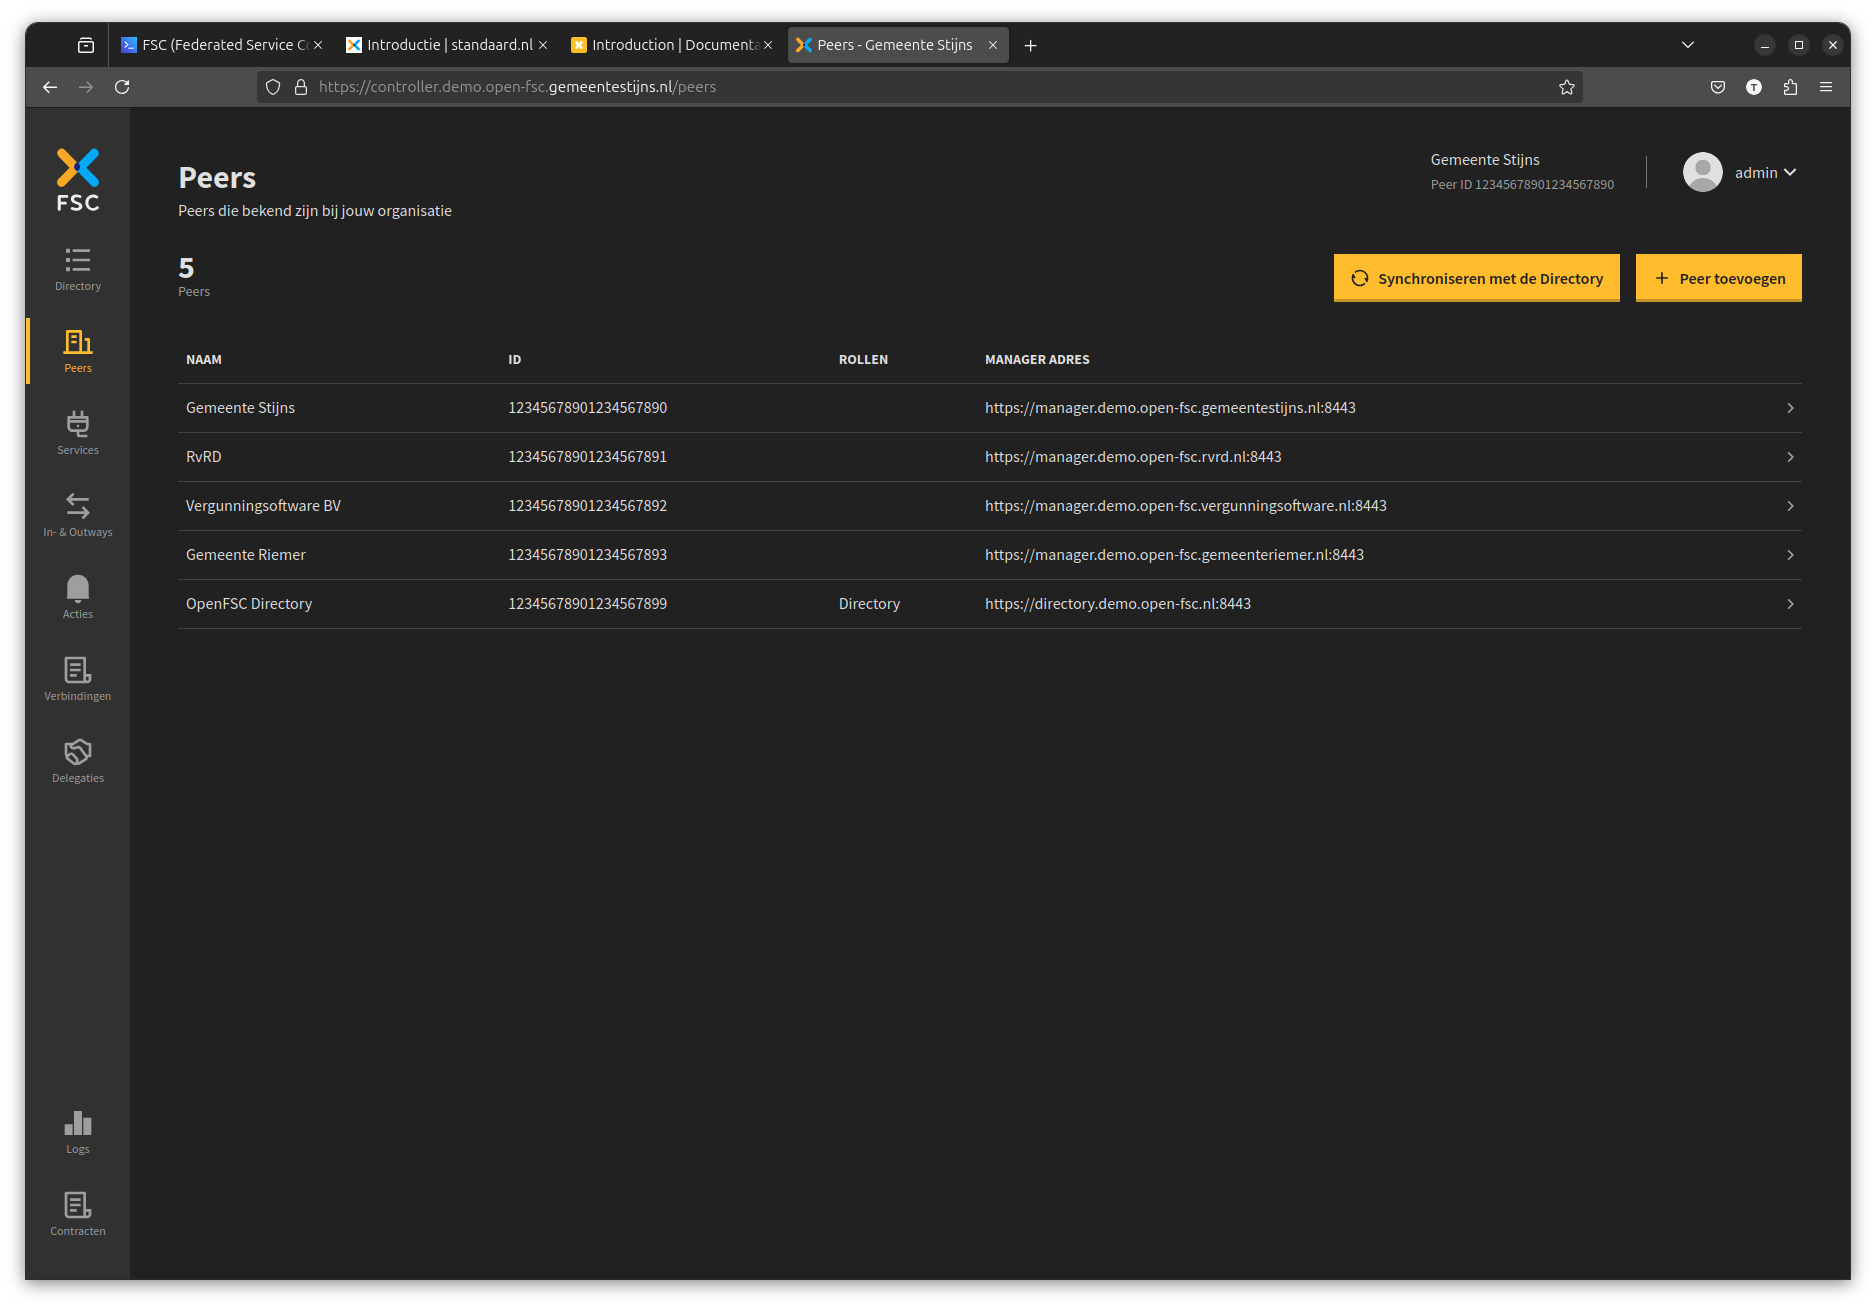 FSC (Federated Service Co
Introductie | standaard.nl
Introduction | Documenta
Peers - Gemeente Stijns
https://controller.demo.open-fsc.gemeentestijns.nl/peers
T
FSC
Directory
Peers
Services
In- & Outways
Acties
Verbindingen
Delegaties
Logs
Contracten
Peers
Peers die bekend zijn bij jouw organisatie
Gemeente Stijns
Peer ID 12345678901234567890
admin
5
Peers
Synchroniseren met de Directory
Peer toevoegen
NAAM ID ROLLEN MANAGER ADRES
Gemeente Stijns 12345678901234567890 https://manager.demo.open-fsc.gemeentestijns.nl:8443
RvRD 12345678901234567891 https://manager.demo.open-fsc.rvrd.nl:8443
Vergunningsoftware BV 12345678901234567892 https://manager.demo.open-fsc.vergunningsoftware.nl:8443
Gemeente Riemer 12345678901234567893 https://manager.demo.open-fsc.gemeenteriemer.nl:8443
OpenFSC Directory 12345678901234567899 Directory https://directory.demo.open-fsc.nl:8443